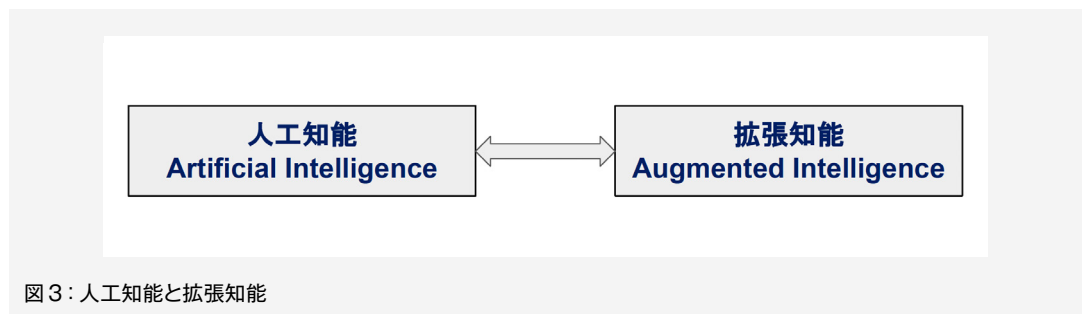 人工知能
Artificial Intelligence
拡張知能
Augmented Intelligence
図3：人工知能と拡張知能